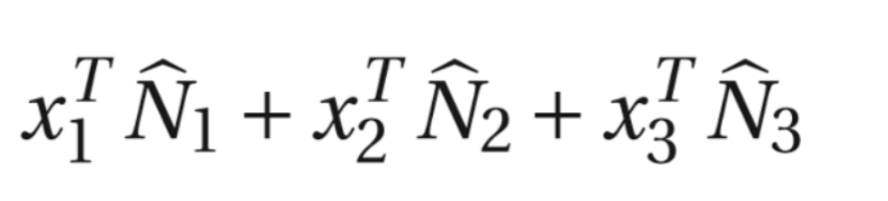 $x_1^T \widehat{N}_1 + x_2^T \widehat{N}_2 + x_3^T \widehat{N}_3$